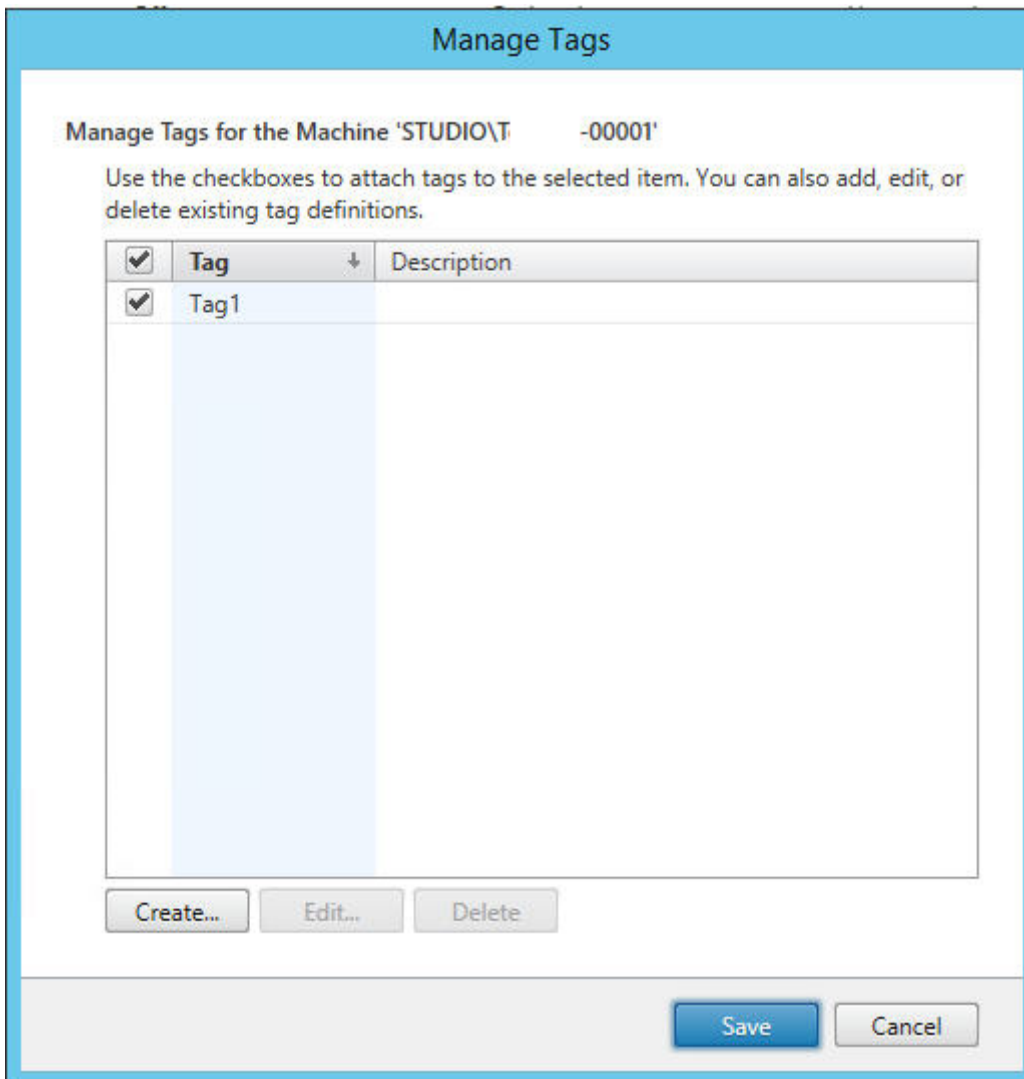 Manage Tags
Manage Tags for the Machine 'STUDIO\T -00001'
Use the checkboxes to attach tags to the selected item. You can also add, edit, or
delete existing tag definitions.
Tag Description
Tag1
Create... Edit... Delete
Save Cancel